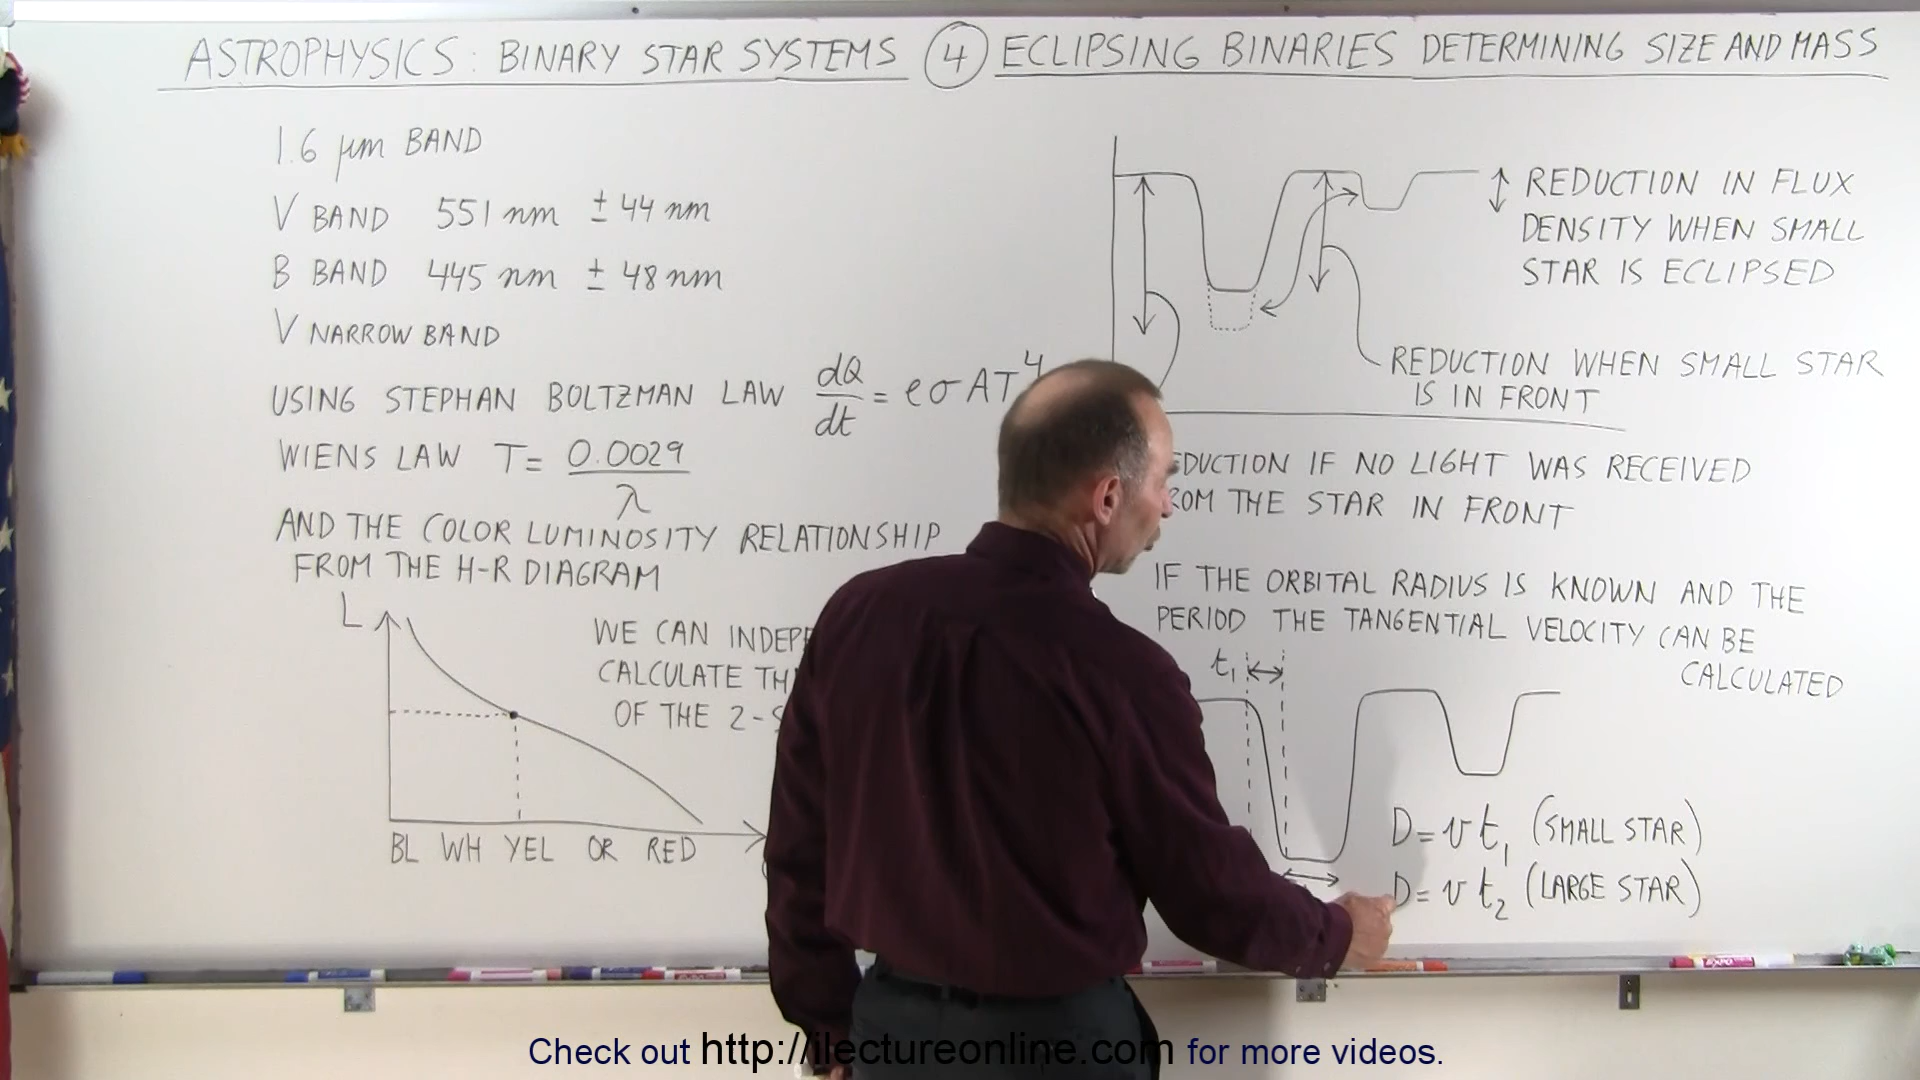 ASTROPHYSICS: BINARY STAR SYSTEMS 4 ECLIPSING BINARIES DETERMINING SIZE AND MASS
1.6 µm BAND
V BAND 551 nm ± 44 nm
B BAND 445 nm ± 48 nm
V NARROW BAND
USING STEPHAN BOLTZMAN LAW dQ/dt = eσAT⁴
WIENS LAW T = 0.0029/λ
AND THE COLOR LUMINOSITY RELATIONSHIP
FROM THE H-R DIAGRAM
L
WE CAN
CALCULATE
OF THE 2-
BL WH YEL OR RED
REDUCTION IN FLUX
DENSITY WHEN SMALL
STAR IS ECLIPSED
REDUCTION WHEN SMALL STAR
IS IN FRONT
EDUCTION IF NO LIGHT WAS RECEIVED
ROM THE STAR IN FRONT
IF THE ORBITAL RADIUS IS KNOWN AND THE
PERIOD THE TANGENTIAL VELOCITY CAN BE
CALCULATED
t₁
D = v t₁ (SMALL STAR)
D = v t₂ (LARGE STAR)
EXPO
Check out http://ilectureonline.com for more videos.